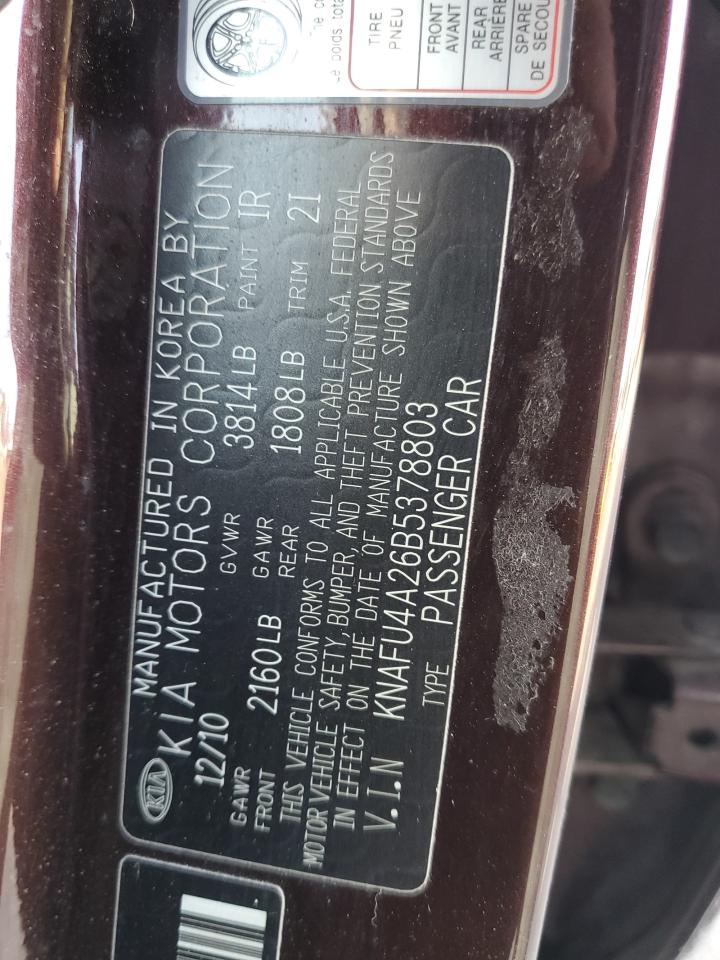 MANUFACTURED IN KOREA BY
KIA
KIA MOTORS CORPORATION
12/10 GVWR 3814LB PAINT IR
GAWR FRONT 2160LB GAWR REAR 1808LB TRIM 2I
THIS VEHICLE CONFORMS TO ALL APPLICABLE U.S.A. FEDERAL
MOTOR VEHICLE SAFETY, BUMPER, AND THEFT PREVENTION STANDARDS
IN EFFECT ON THE DATE OF MANUFACTURE SHOWN ABOVE
V.I.N KNAFU4A26B5378803
TYPE PASSENGER CAR
Le poids
TIRE
PNEU
FRONT
AVANT
REAR
ARRIÈRE
SPARE
DE SECOU